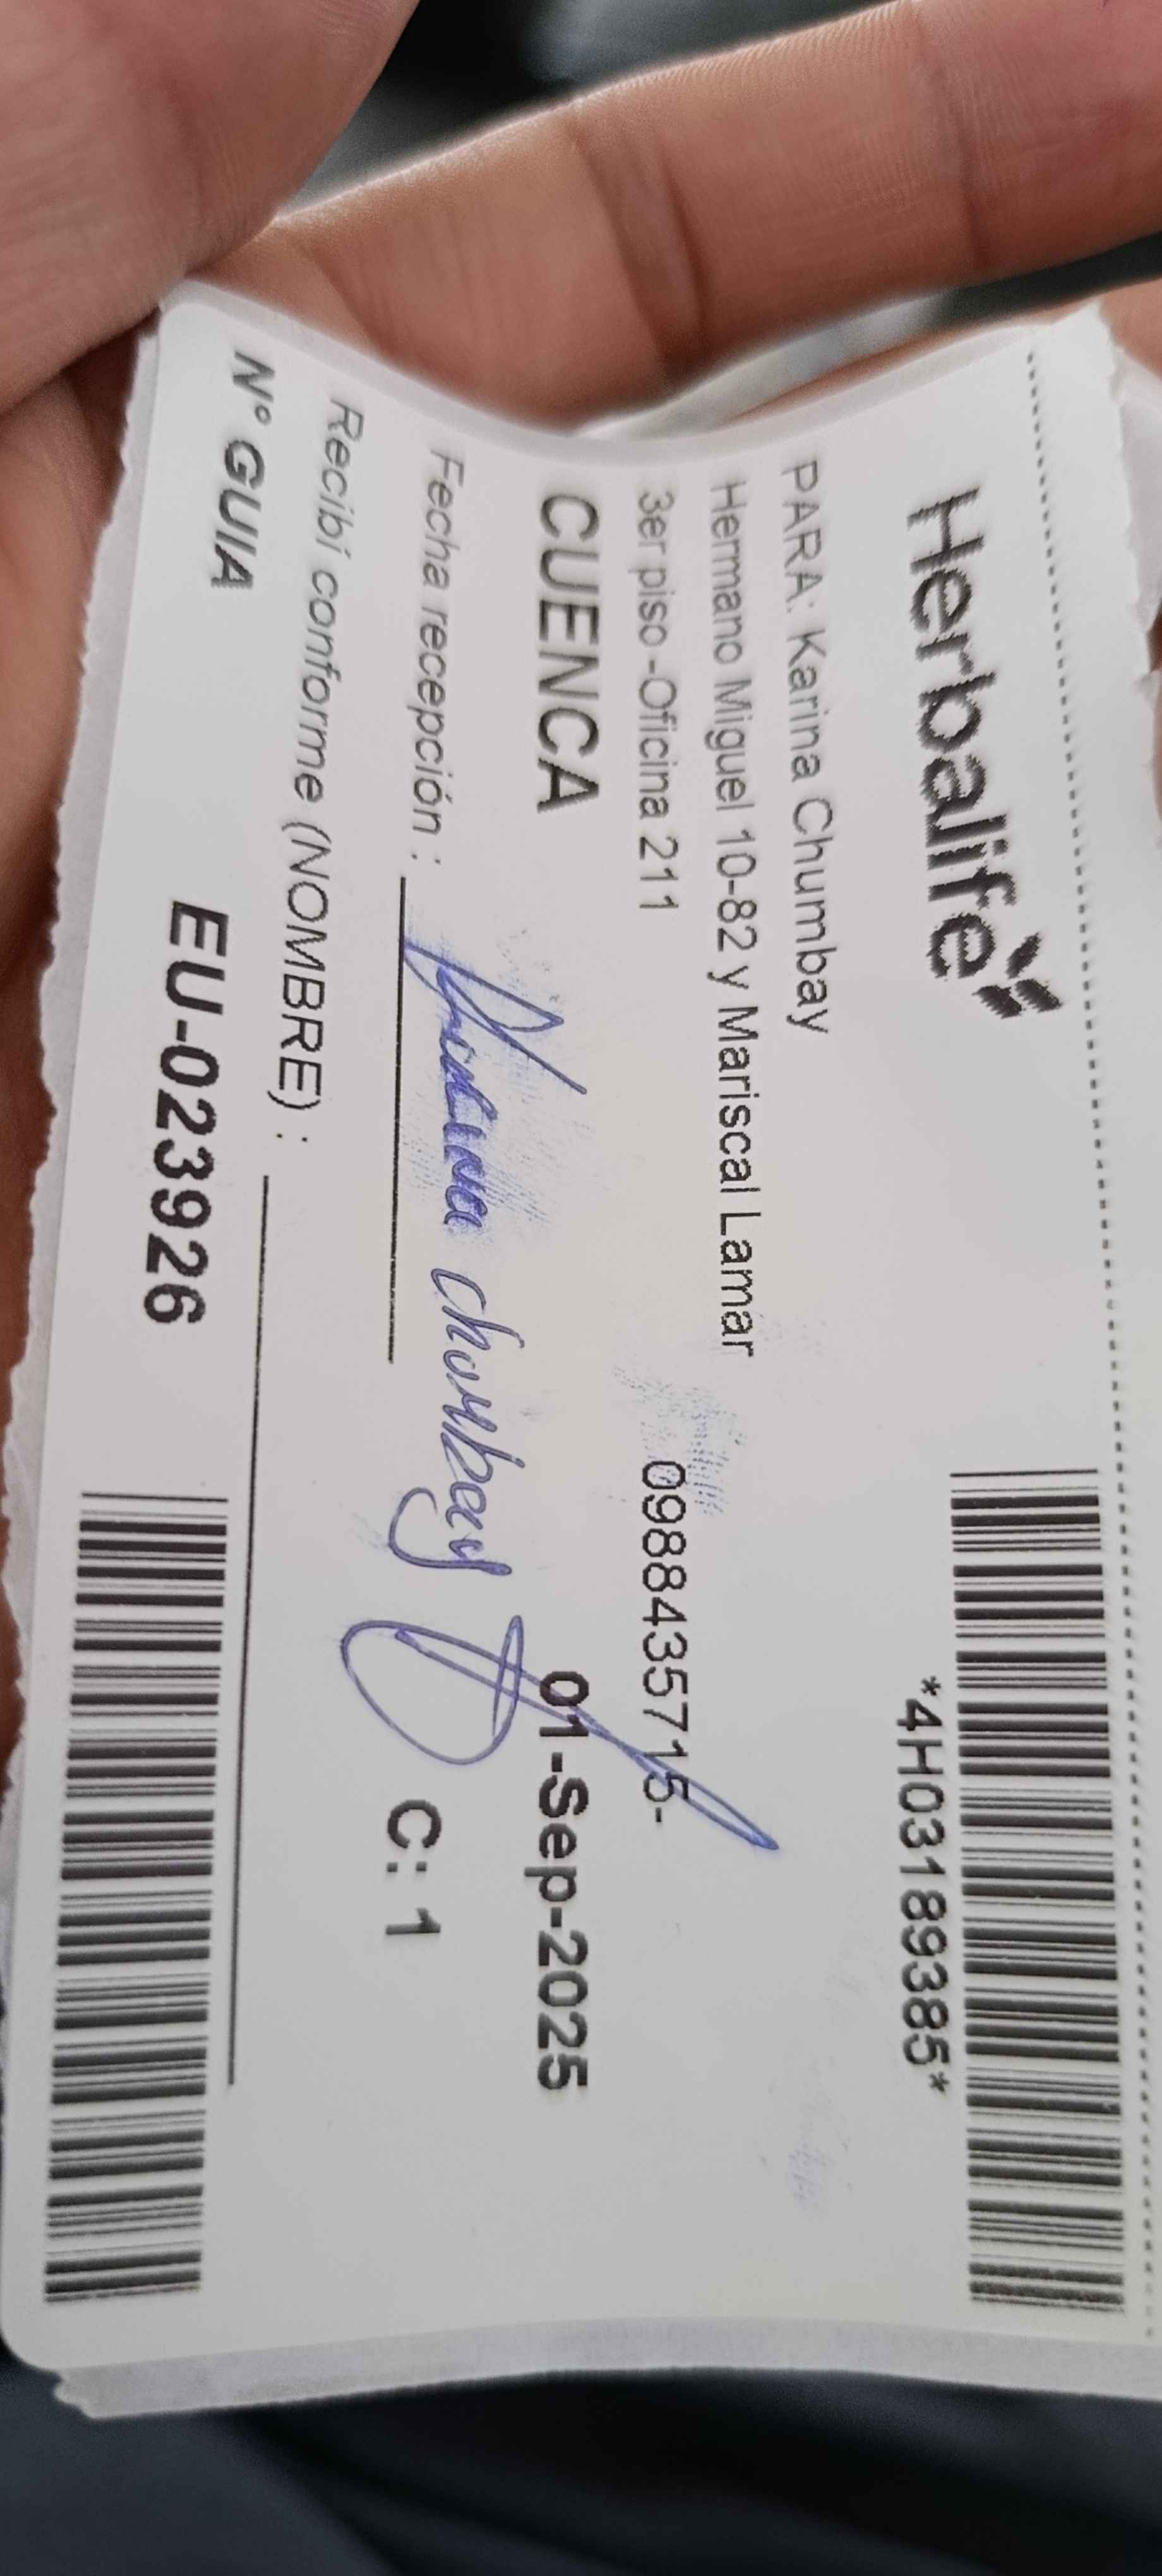 Herbalife
*4H03189385*
PARA: Karina Chumbay
Hermano Miguel 10-82 y Mariscal Lamar
3er piso -Oficina 211
0988435715-
CUENCA
01-Sep-2025
Fecha recepción :
chumbay
C: 1
Recibí conforme (NOMBRE) :
N° GUIA
EU-023926